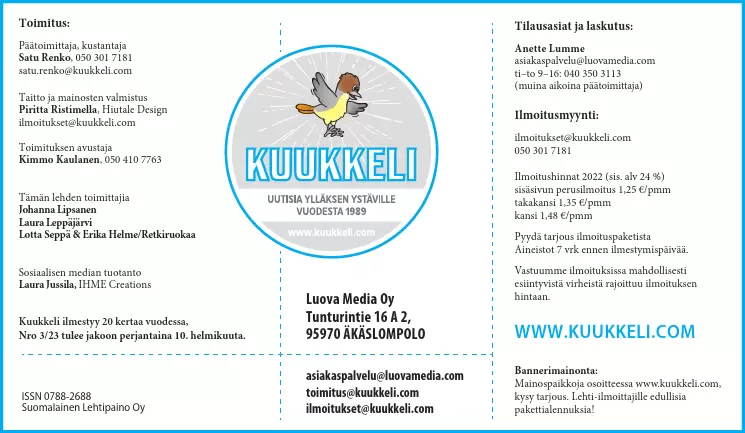 Toimitus:
Päätoimittaja, kustantaja
Satu Renko, 050 301 7181
satu.renko@kuukkeli.com
Taitto ja mainosten valmistus
Piritta Ristimella, Hiutale Design
ilmoitukset@kuukkeli.com
Toimituksen avustaja
Kimmo Kaulanen, 050 410 7763
Tämän lehden toimittajia
Johanna Lipsanen
Laura Leppäjärvi
Lotta Seppä & Erika Helme/Retkiruokaa
Sosiaalisen median tuotanto
Laura Jussila, IHME Creations
Kuukkeli ilmestyy 20 kertaa vuodessa,
Nro 3/23 tulee jakoon perjantaina 10. helmikuuta.
ISSN 0788-2688
Suomalainen Lehtipaino Oy
KUUKKELI
UUTISIA YLLÄKSEN YSTÄVILLE
VUODESTA 1989
www.kuukkeli.com
Luova Media Oy
Tunturintie 16 A 2,
95970 ÄKÄSLOMPOLO
asiakaspalvelu@luovamedia.com
toimitus@kuukkeli.com
ilmoitukset@kuukkeli.com
Tilausasiat ja laskutus:
Anette Lumme
asiakaspalvelu@luovamedia.com
ti–to 9–16: 040 350 3113
(muina aikoina päätoimittaja)
Ilmoitusmyynti:
ilmoitukset@kuukkeli.com
050 301 7181
Ilmoitushinnat 2022 (sis. alv 24 %)
sisäsivun perusilmoitus 1,25 €/pmm
takakansi 1,35 €/pmm
kansi 1,48 €/pmm
Pyydä tarjous ilmoituspaketista
Aineistot 7 vrk ennen ilmestymispäivää.
Vastuumme ilmoituksissa mahdollisesti
esiintyvistä virheistä rajoittuu ilmoituksen
hintaan.
WWW.KUUKKELI.COM
Bannerimainonta:
Mainospaikkoja osoitteessa www.kuukkeli.com,
kysy tarjous. Lehti-ilmoittajille edullisia
pakettialennuksia!